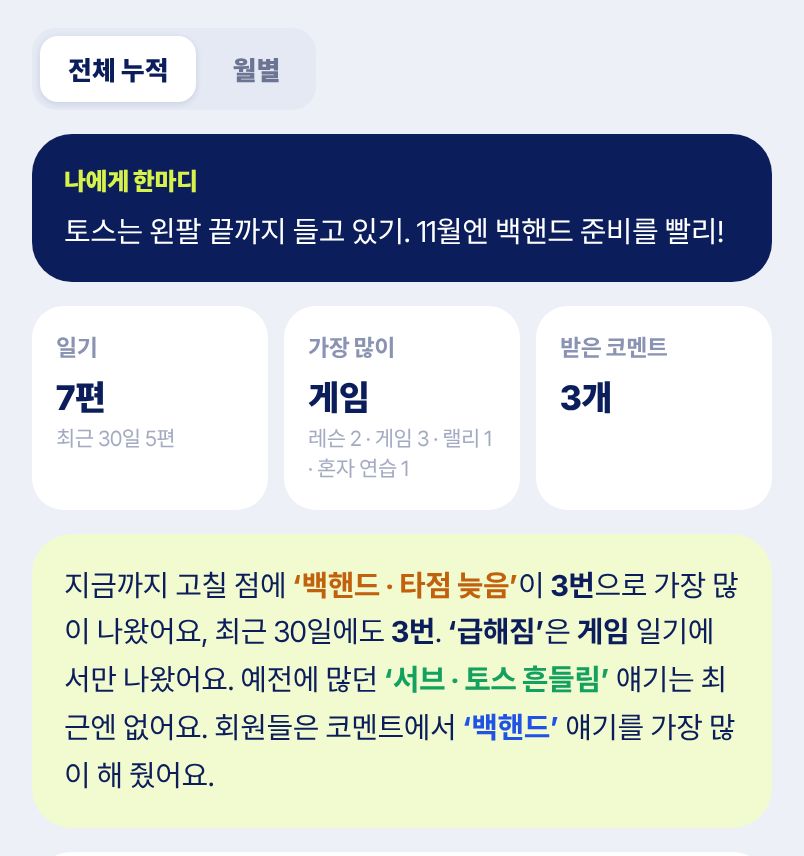 전체 누적
월별
나에게 한마디
토스는 왼팔 끝까지 들고 있기. 11월엔 백핸드 준비를 빨리!
일기
7편
최근 30일 5편
가장 많이
게임
레슨 2 · 게임 3 · 랠리 1
· 혼자 연습 1
받은 코멘트
3개
지금까지 고칠 점에 ‘백핸드 · 타점 늦음’이 3번으로 가장 많
이 나왔어요, 최근 30일에도 3번. ‘급해짐’은 게임 일기에
서만 나왔어요. 예전에 많던 ‘서브 · 토스 흔들림’ 얘기는 최
근엔 없어요. 회원들은 코멘트에서 ‘백핸드’ 얘기를 가장 많
이 해 줬어요.